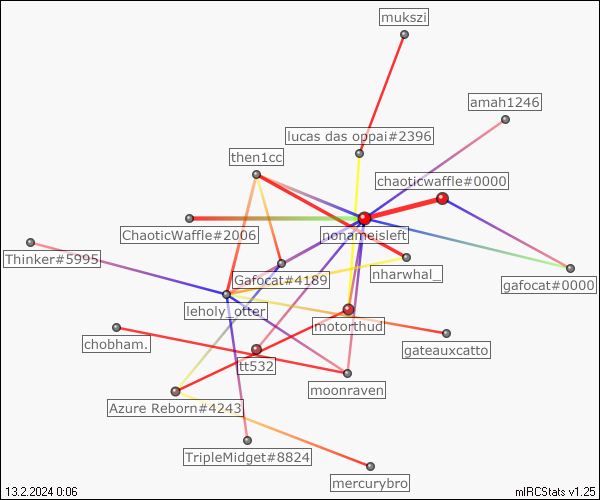 mukszi
amah1246
lucas das oppai#2396
then1cc
chaoticwaffle#0000
ChaoticWaffle#2006
nonameisleft
Thinker#5995
Gafocat#4189
nharwhal_
gafocat#0000
leholy_otter
motorthud
chobham.
gateauxcatto
tt532
moonraven
Azure Reborn#4243
TripleMidget#8824
mercurybro
13.2.2024 0:06
mIRCStats v1.25